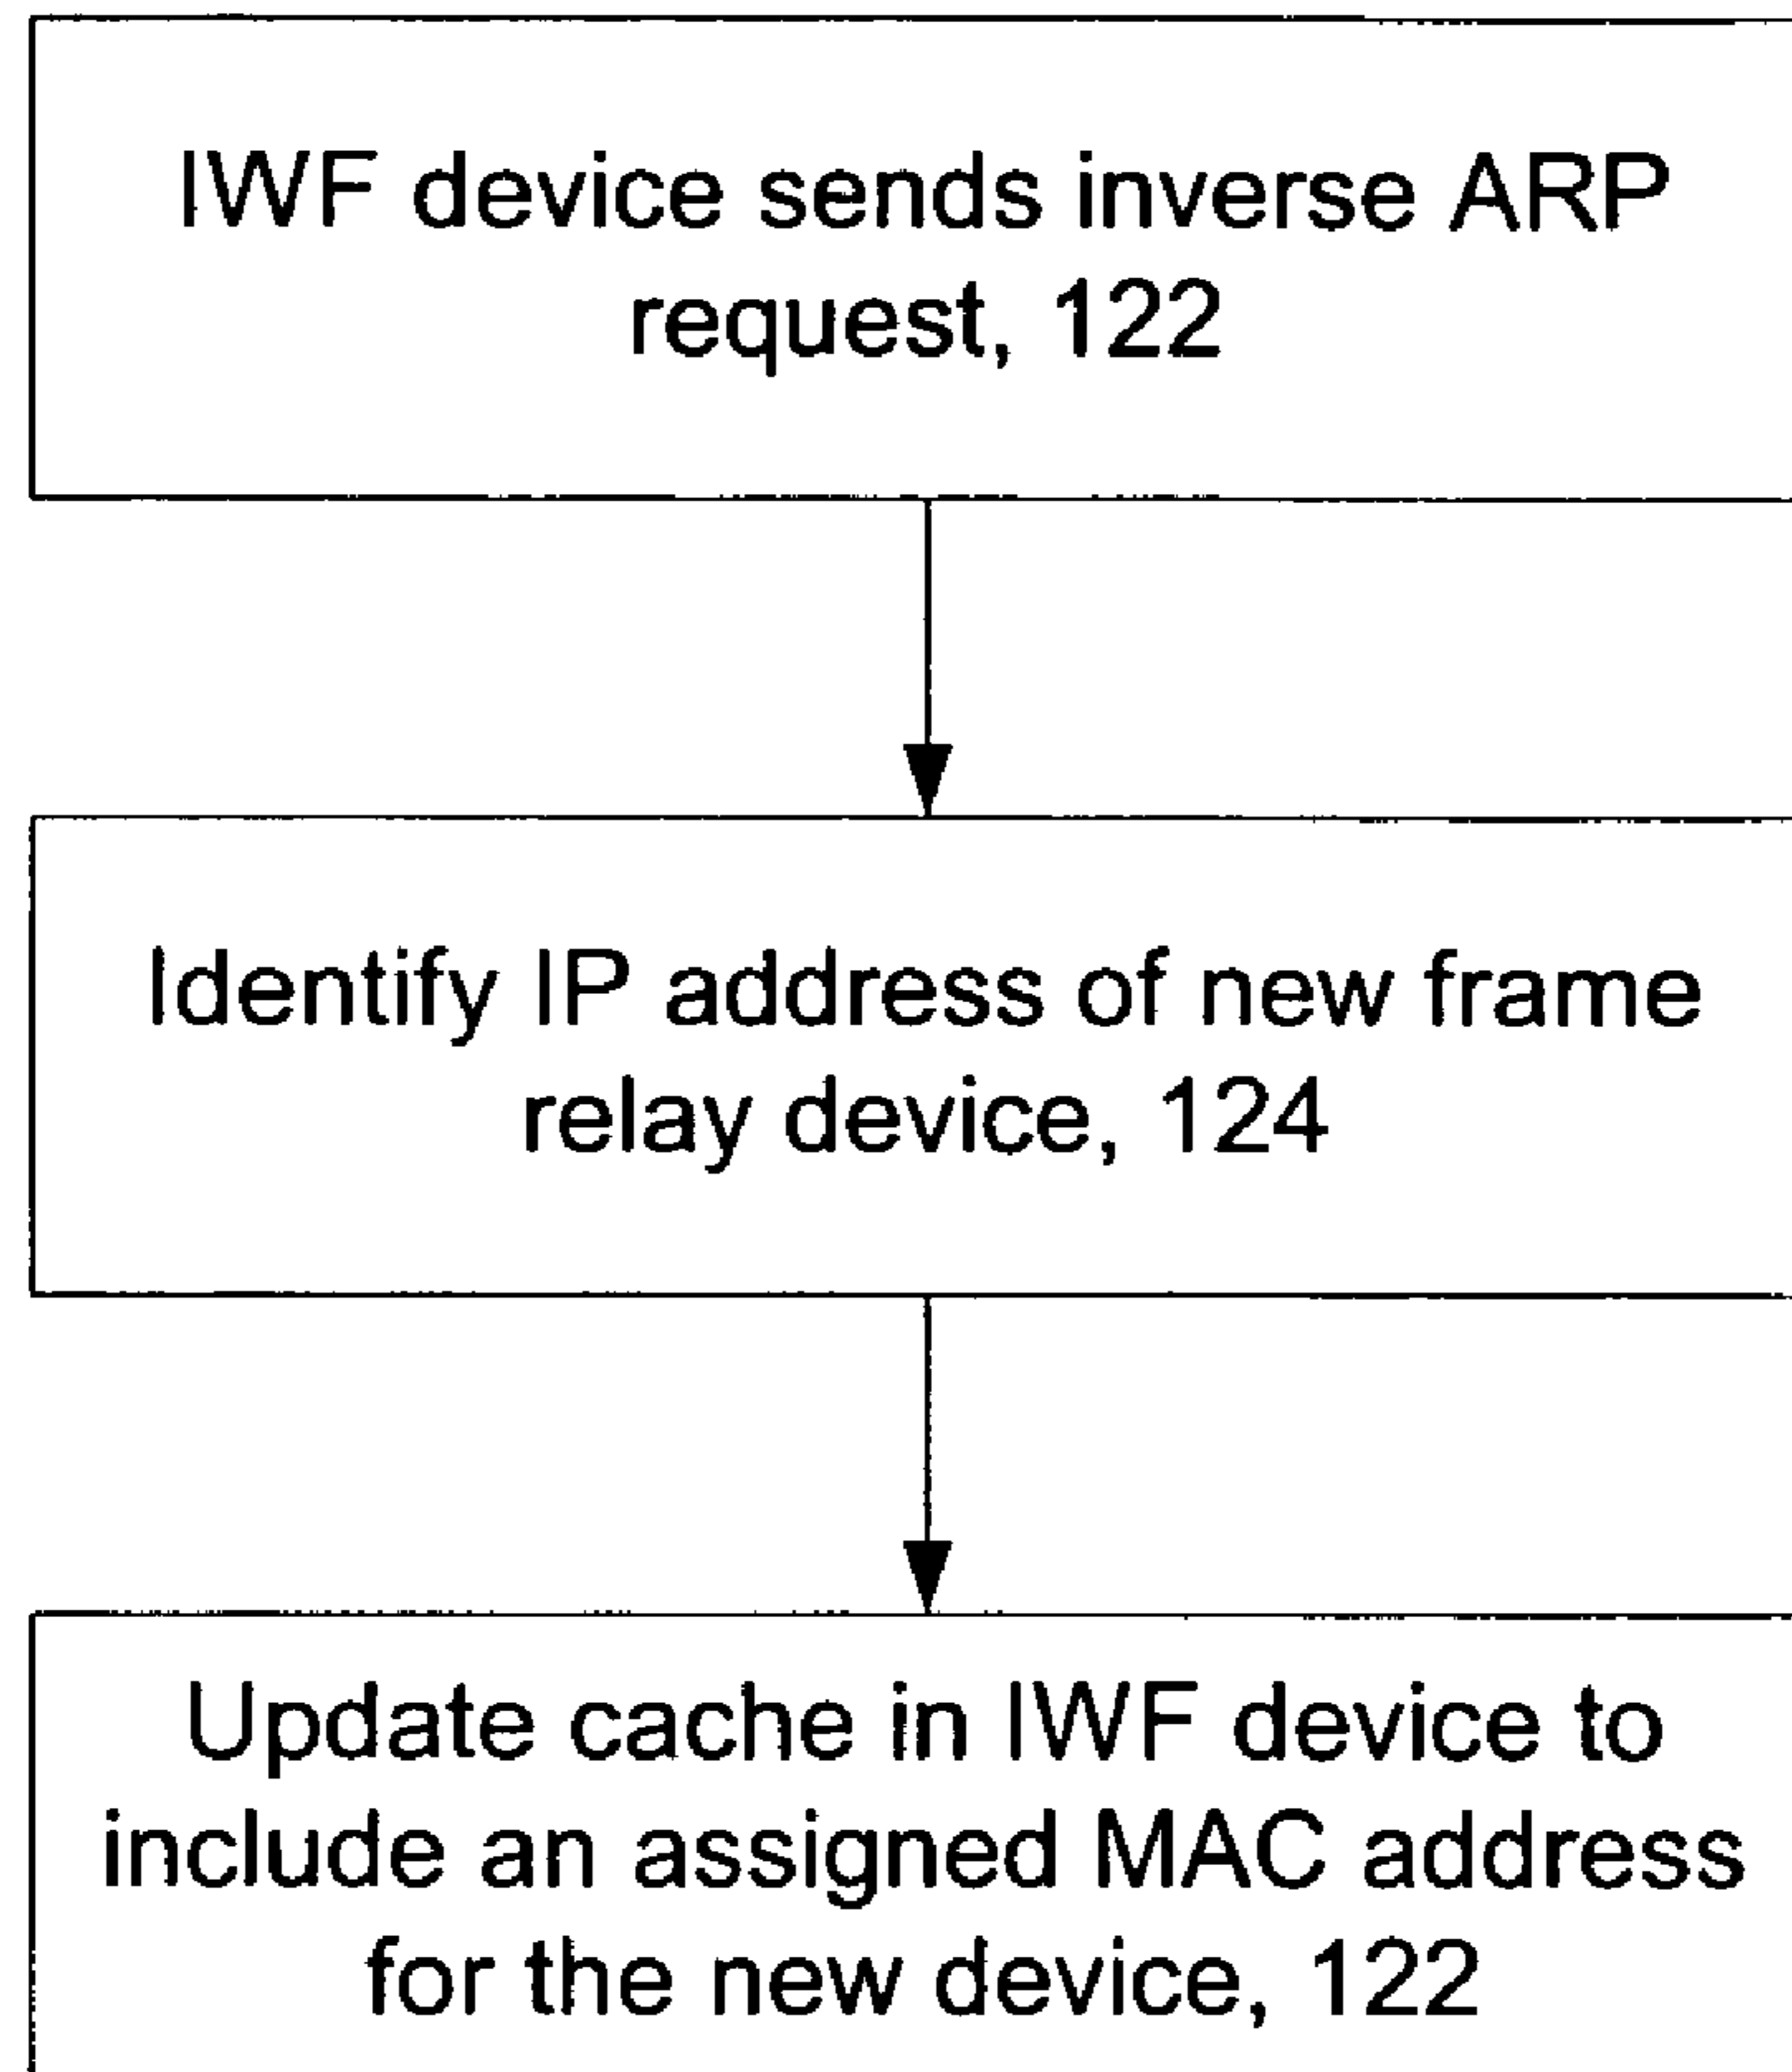 IWF device sends inverse ARP
request, 122
Identify IP address of new frame
relay device, 124
Update cache in IWF device to
include an assigned MAC address
for the new device, 122